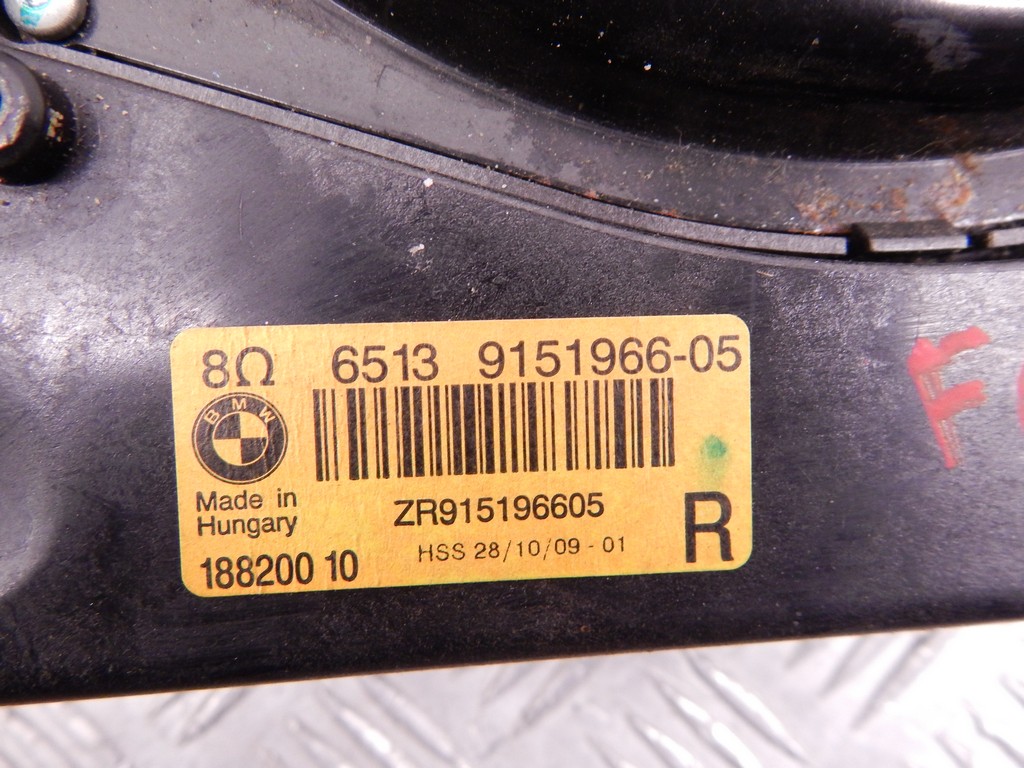 8Ω 6513 9151966-05
BMW
Made in
Hungary
ZR915196605
HSS 28/10/09 - 01
188200 10
R
F